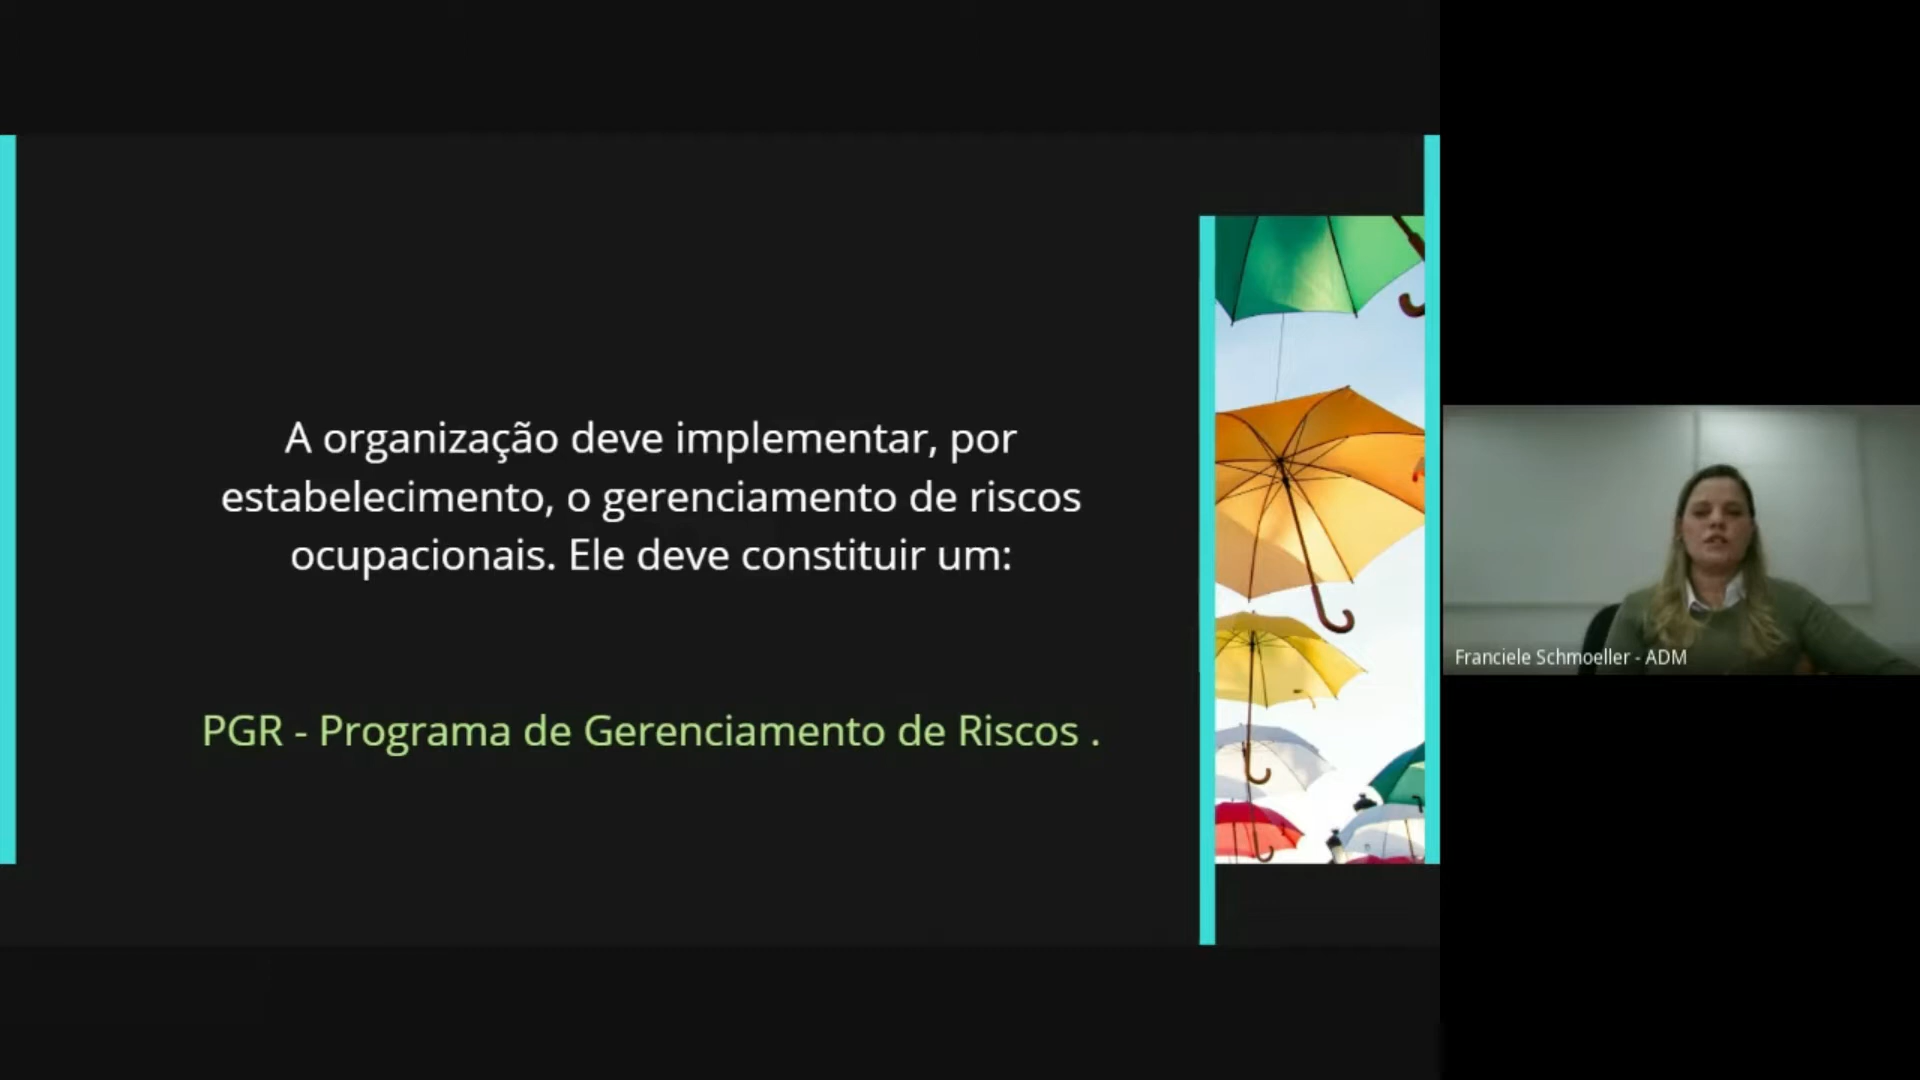 A organização deve implementar, por
estabelecimento, o gerenciamento de riscos
ocupacionais. Ele deve constituir um:
PGR - Programa de Gerenciamento de Riscos .
Franciele Schmoeller - ADM